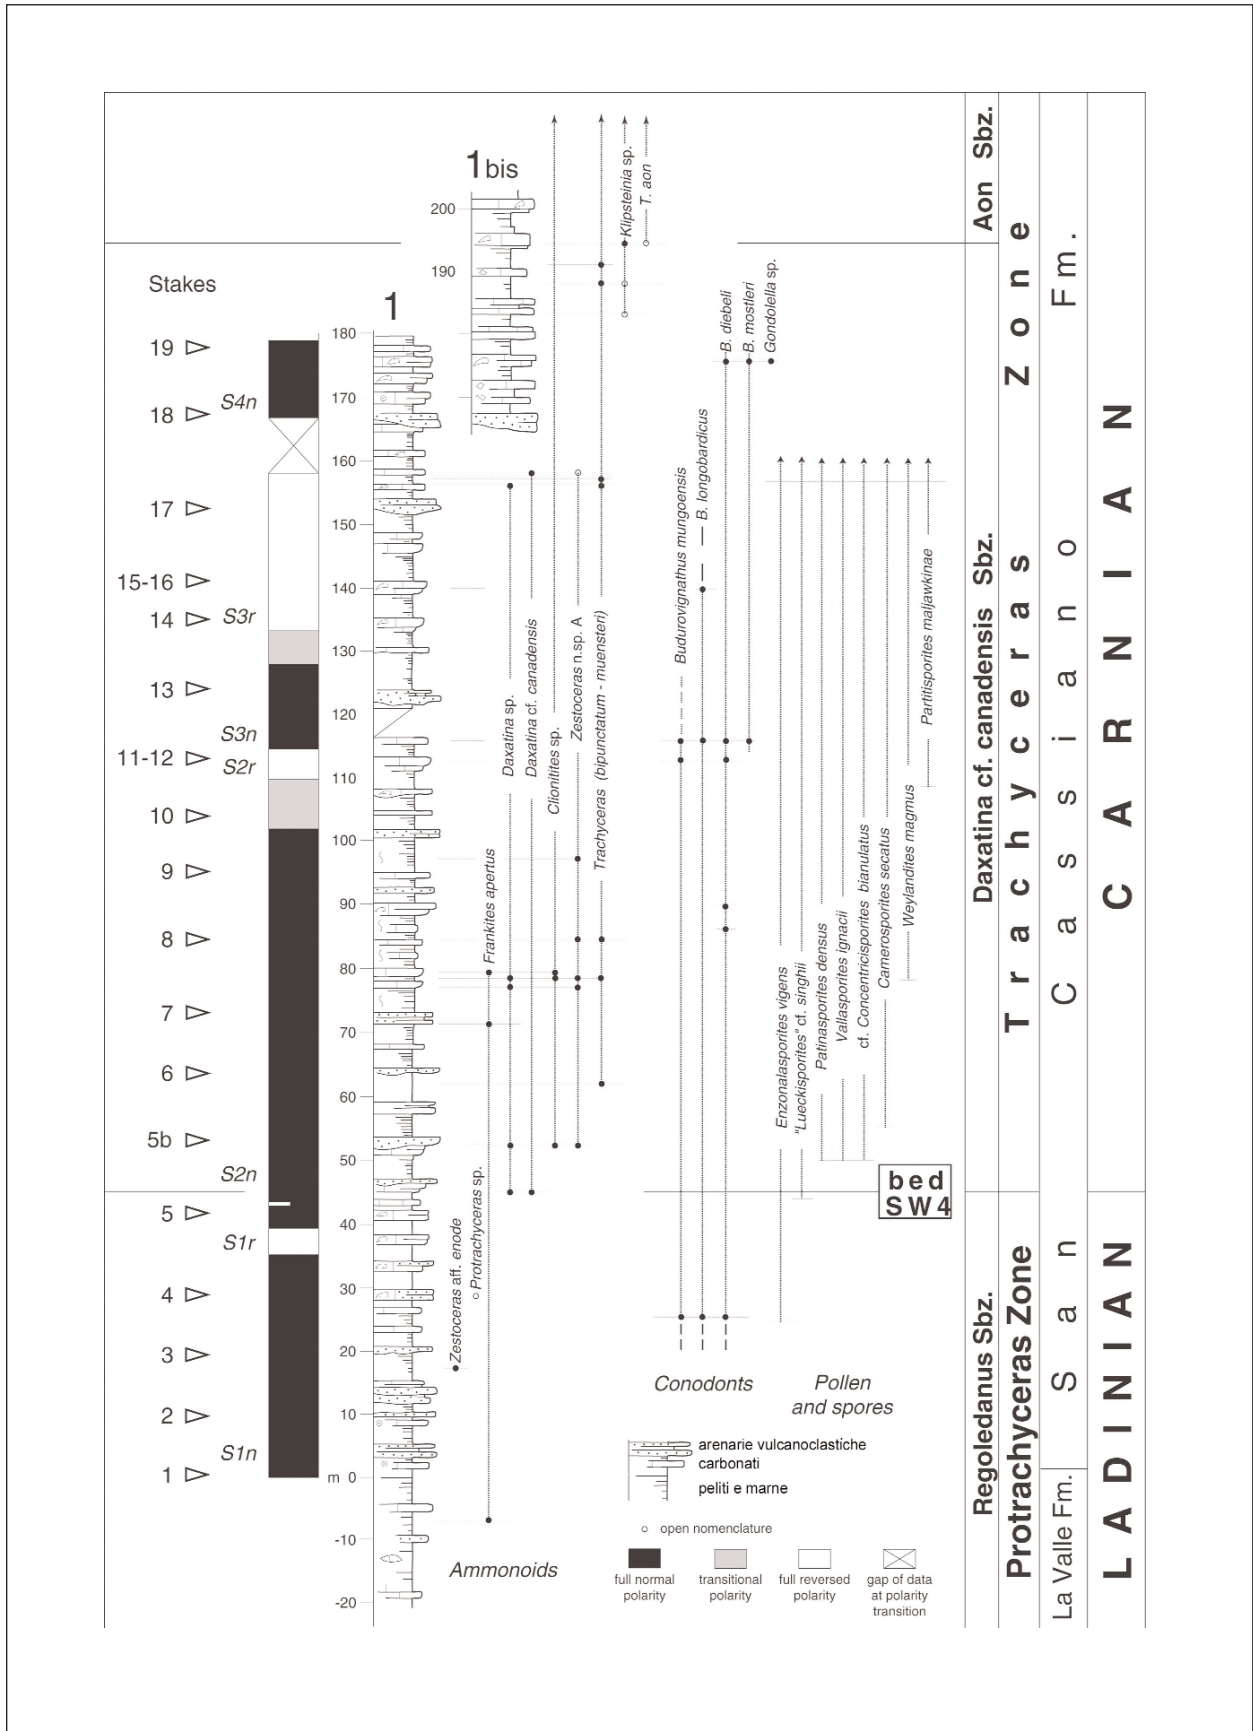 Stakes
19
18
17
15-16
14
13
11-12
10
9
8
7
6
5b
5
4
3
2
1
S4n
S3r
S3n
S2r
S2n
S1r
S1n
1
180
170
160
150
140
130
120
110
100
90
80
70
60
50
40
30
20
10
m 0
-10
-20
1 bis
200
190
Zestoceras aff. enode
Protrachyceras sp.
Frankites apertus
Daxatina sp.
Daxatina cf. canadensis
Clionitites sp.
Zestoceras n.sp. A
Trachyceras (bipunctatum - muensteri)
Klipsteinia sp.
T. aon
Ammonoids
Budurovignathus mungoensis
B. longobardicus
B. diebeli
B. mostleri
Gondolella sp.
Conodonts
Enzonalasporites vigens
"Lueckisporites" cf. singhii
Patinasporites densus
Vallasporites ignacii
cf. Concentricisporites bianulatus
Camerosporites secatus
Weylandites magmus
Partitisporites maljawkinae
Pollen
and spores
bed
SW4
arenarie vulcanoclastiche
carbonati
peliti e marne
open nomenclature
full normal
polarity
transitional
polarity
full reversed
polarity
gap of data
at polarity
transition
Regoledanus Sbz.
Daxatina cf. canadensis Sbz.
Aon Sbz.
Protrachyceras Zone
Trachyceras Zone
La Valle Fm.
San Cassiano Fm.
LADINIAN
CARNIAN